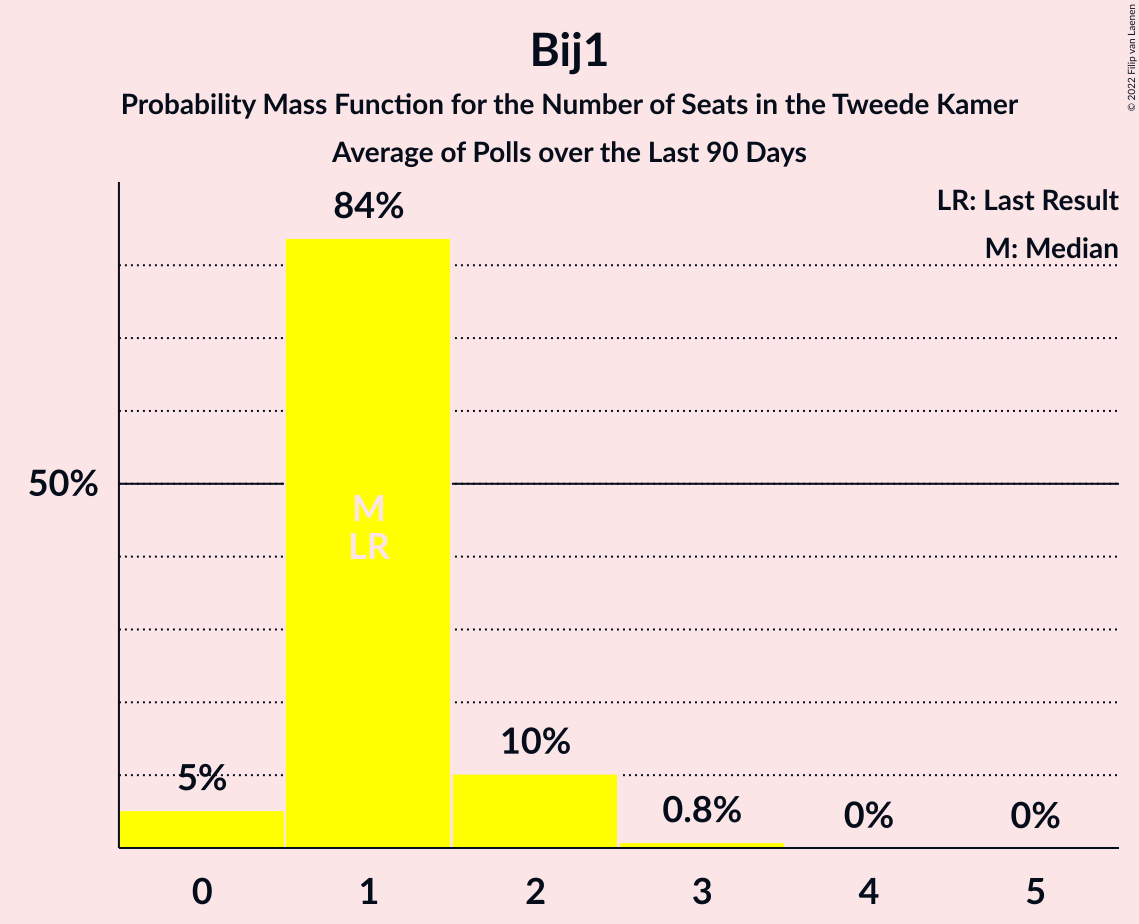 Bij1
Probability Mass Function for the Number of Seats in the Tweede Kamer
Average of Polls over the Last 90 Days
© 2022 Filip van Laenen
LR: Last Result
M: Median
84%
50%
M
LR
10%
5%
0.8%
0%
0%
0
1
2
3
4
5